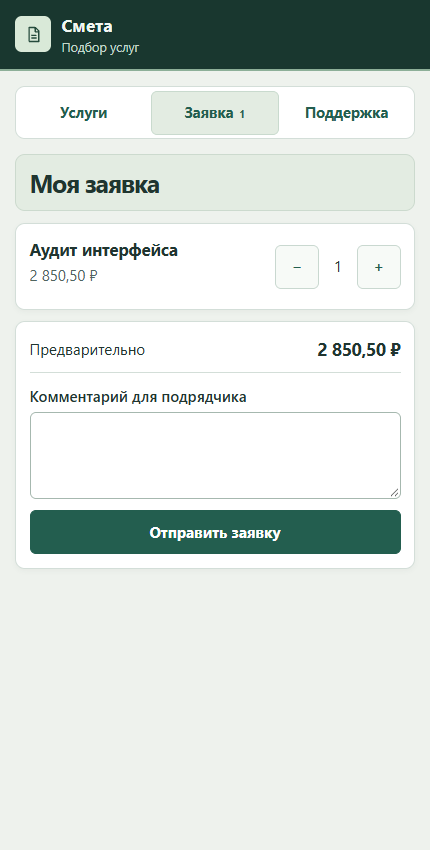 Смета
Подбор услуг
Услуги
Заявка 1
Поддержка
Моя заявка
Аудит интерфейса
2 850,50 ₽
− 1 +
Предварительно 2 850,50 ₽
Комментарий для подрядчика
Отправить заявку